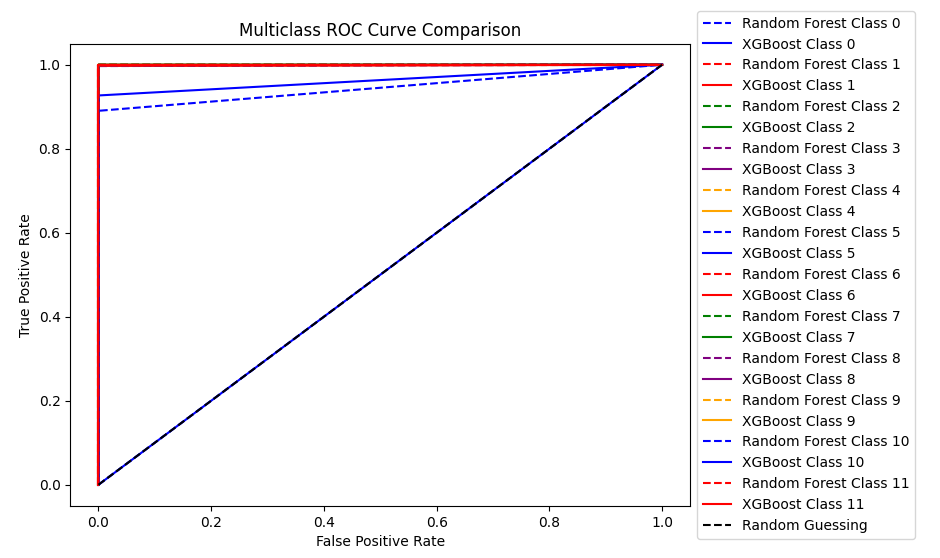 Multiclass ROC Curve Comparison
True Positive Rate
1.0
0.8
0.6
0.4
0.2
0.0
0.0 0.2 0.4 0.6 0.8 1.0
False Positive Rate
Random Forest Class 0
XGBoost Class 0
Random Forest Class 1
XGBoost Class 1
Random Forest Class 2
XGBoost Class 2
Random Forest Class 3
XGBoost Class 3
Random Forest Class 4
XGBoost Class 4
Random Forest Class 5
XGBoost Class 5
Random Forest Class 6
XGBoost Class 6
Random Forest Class 7
XGBoost Class 7
Random Forest Class 8
XGBoost Class 8
Random Forest Class 9
XGBoost Class 9
Random Forest Class 10
XGBoost Class 10
Random Forest Class 11
XGBoost Class 11
Random Guessing